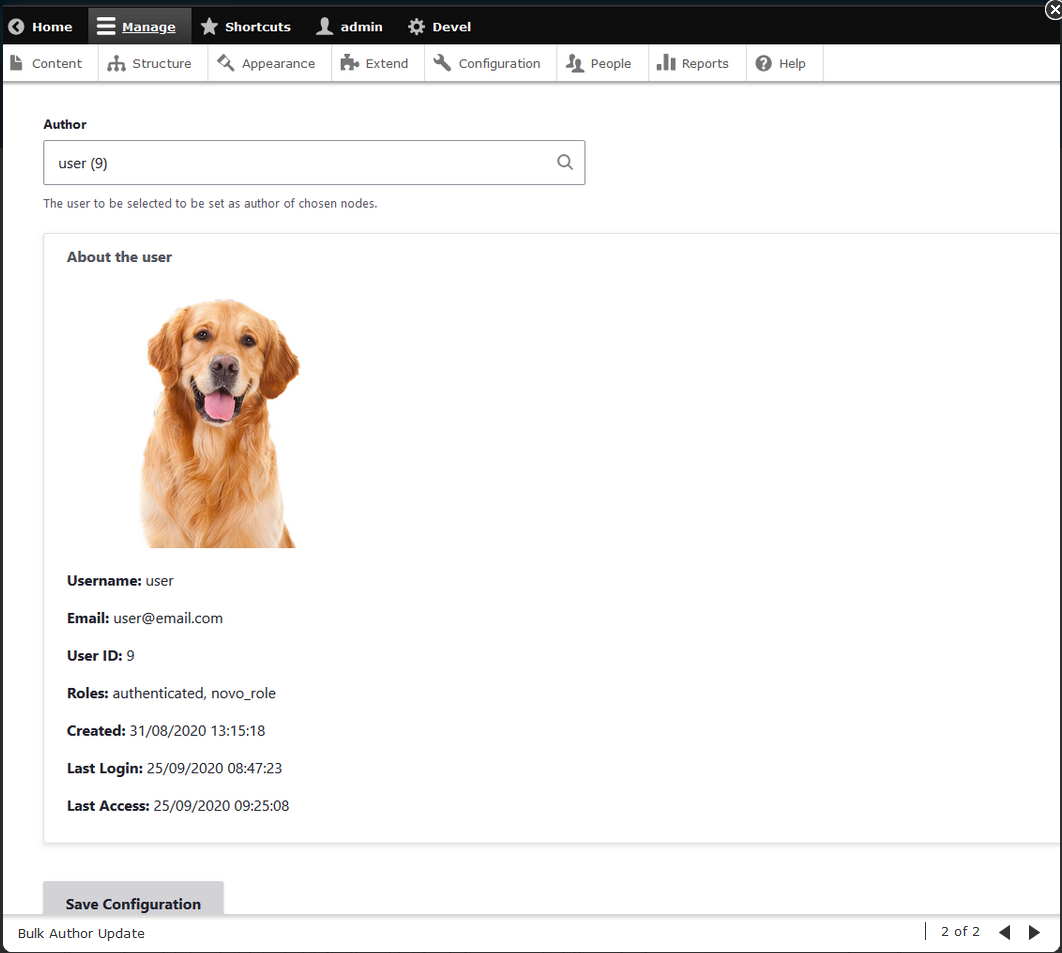 Home Manage Shortcuts admin Devel
Content Structure Appearance Extend Configuration People Reports Help
Author
user (9)
The user to be selected to be set as author of chosen nodes.
About the user
Username: user
Email: user@email.com
User ID: 9
Roles: authenticated, novo_role
Created: 31/08/2020 13:15:18
Last Login: 25/09/2020 08:47:23
Last Access: 25/09/2020 09:25:08
Save Configuration
Bulk Author Update 2 of 2